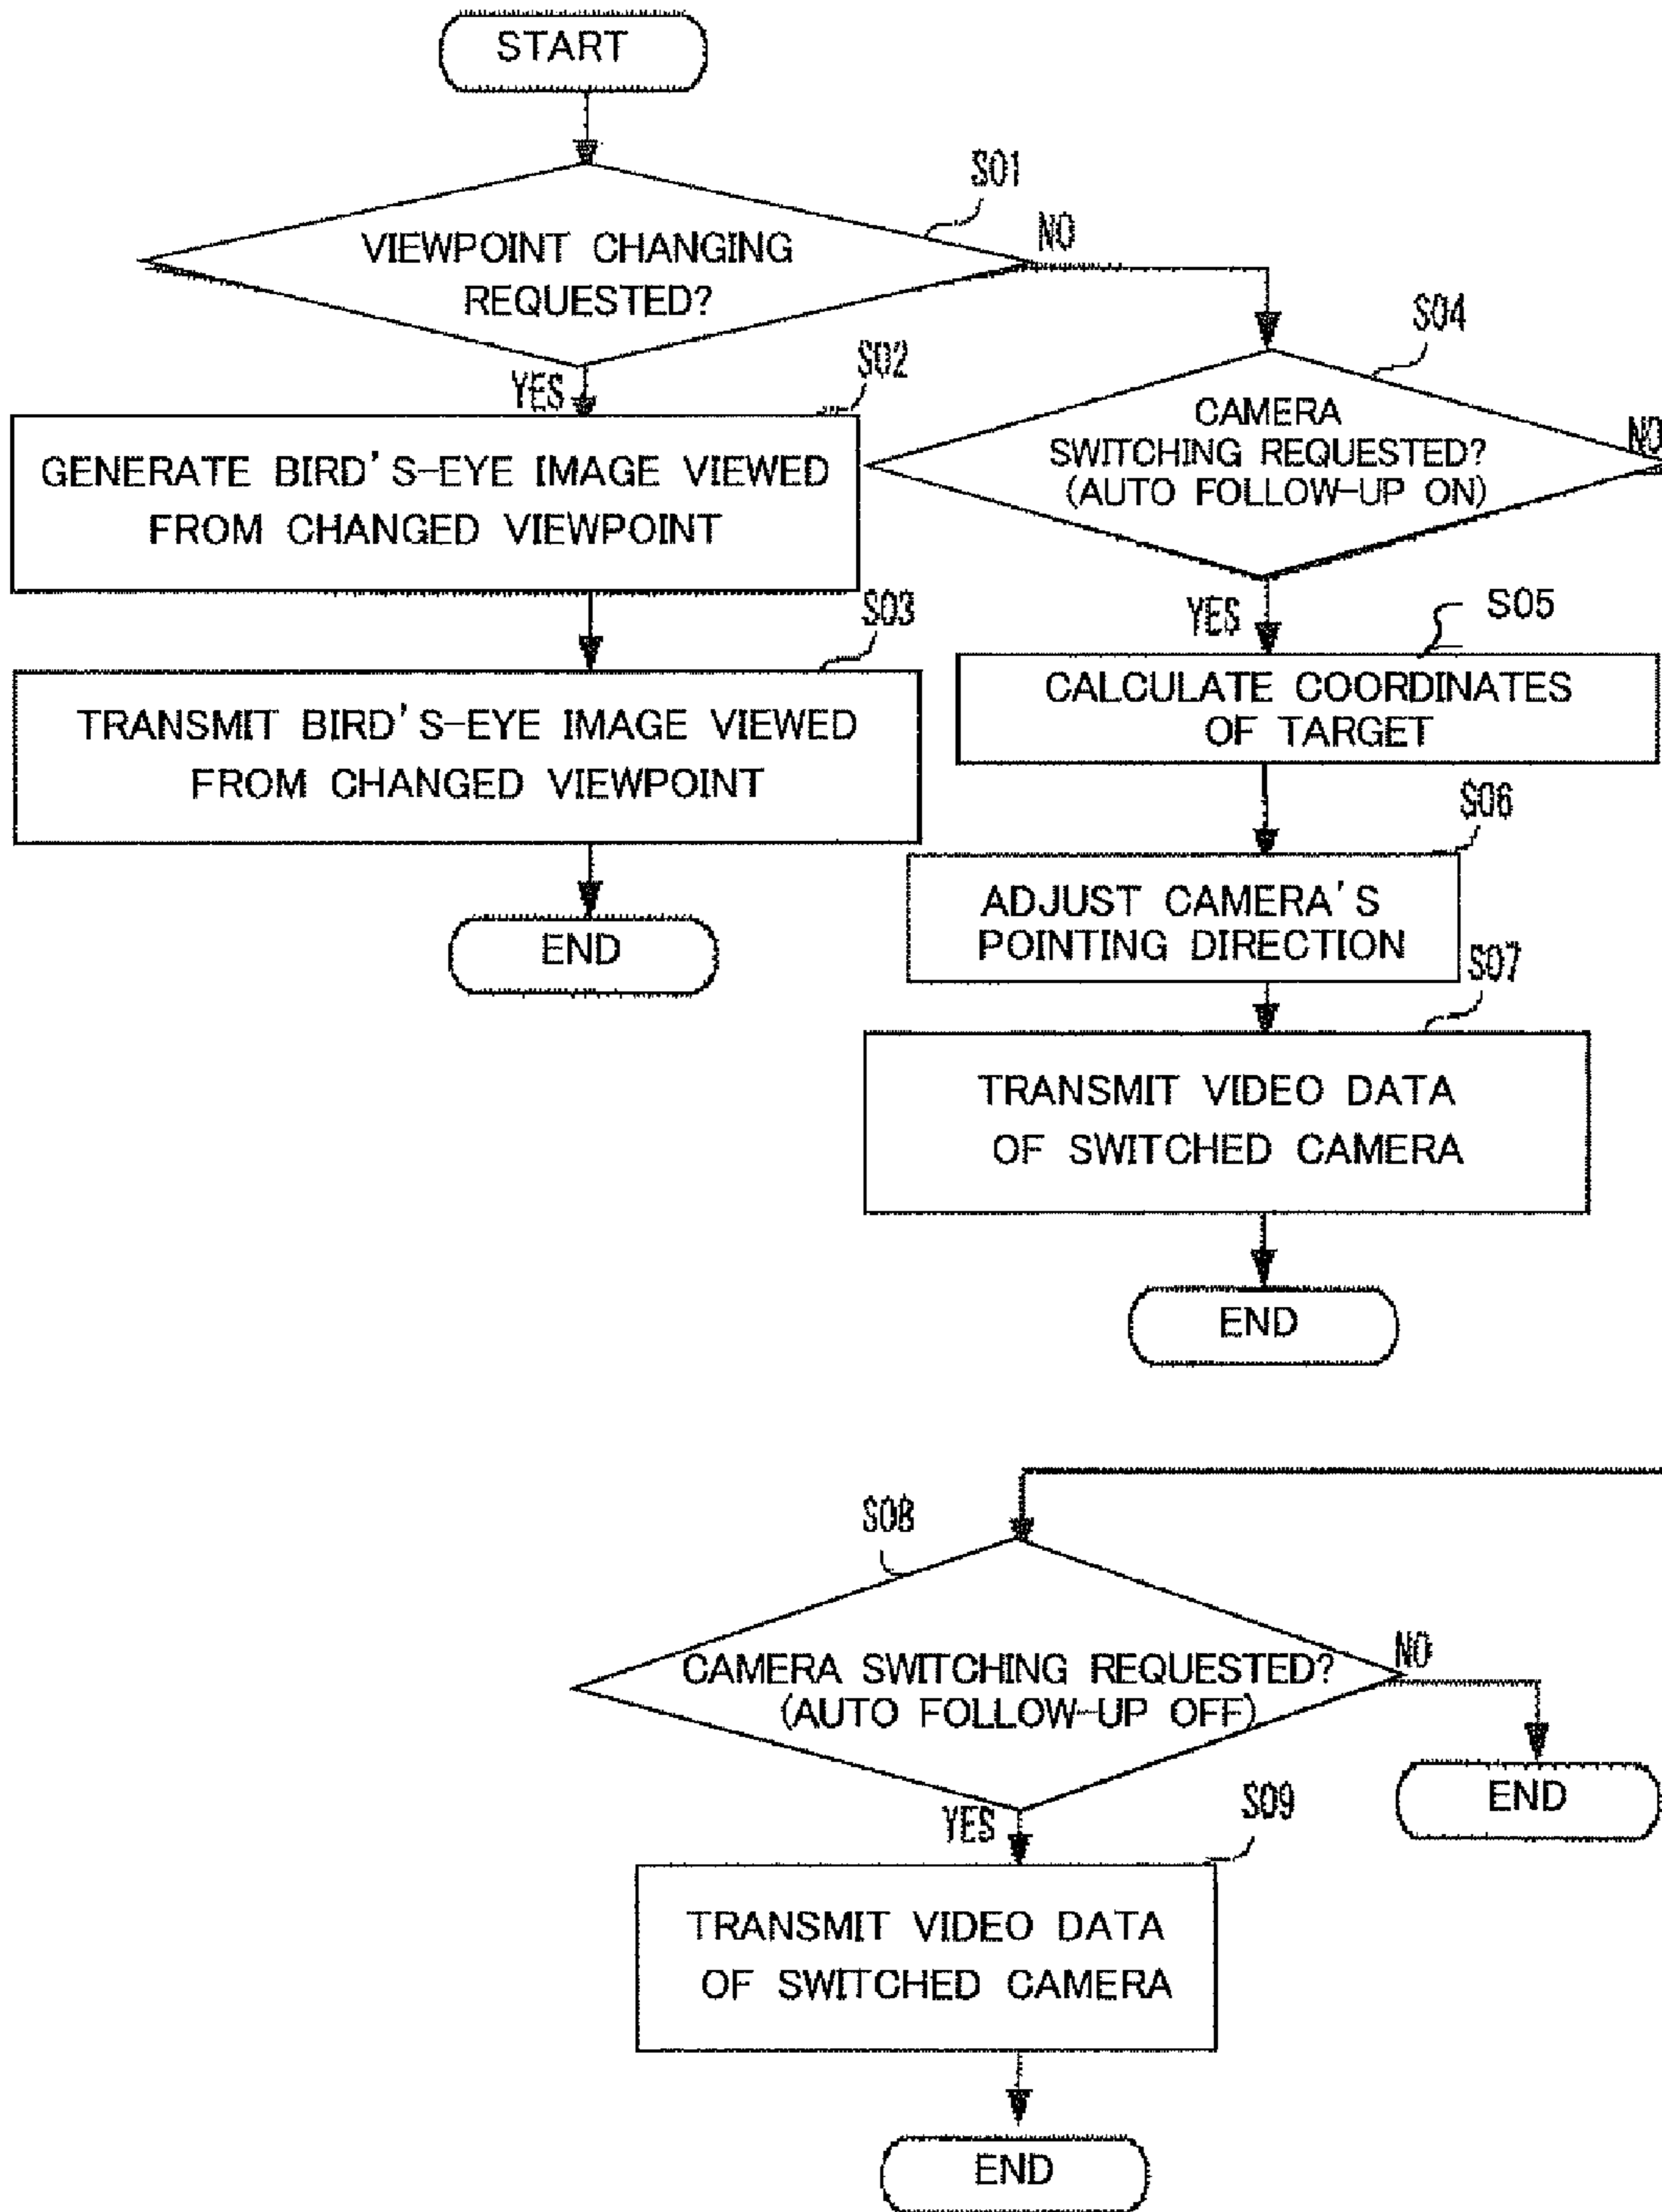 START
S01
VIEWPOINT CHANGING
REQUESTED?
NO
YES
S02
GENERATE BIRD'S-EYE IMAGE VIEWED
FROM CHANGED VIEWPOINT
S03
TRANSMIT BIRD'S-EYE IMAGE VIEWED
FROM CHANGED VIEWPOINT
END
S04
CAMERA
SWITCHING REQUESTED?
(AUTO FOLLOW-UP ON)
NO
YES
S05
CALCULATE COORDINATES
OF TARGET
S06
ADJUST CAMERA'S
POINTING DIRECTION
S07
TRANSMIT VIDEO DATA
OF SWITCHED CAMERA
END
S08
CAMERA SWITCHING REQUESTED?
(AUTO FOLLOW-UP OFF)
NO
END
YES
S09
TRANSMIT VIDEO DATA
OF SWITCHED CAMERA
END